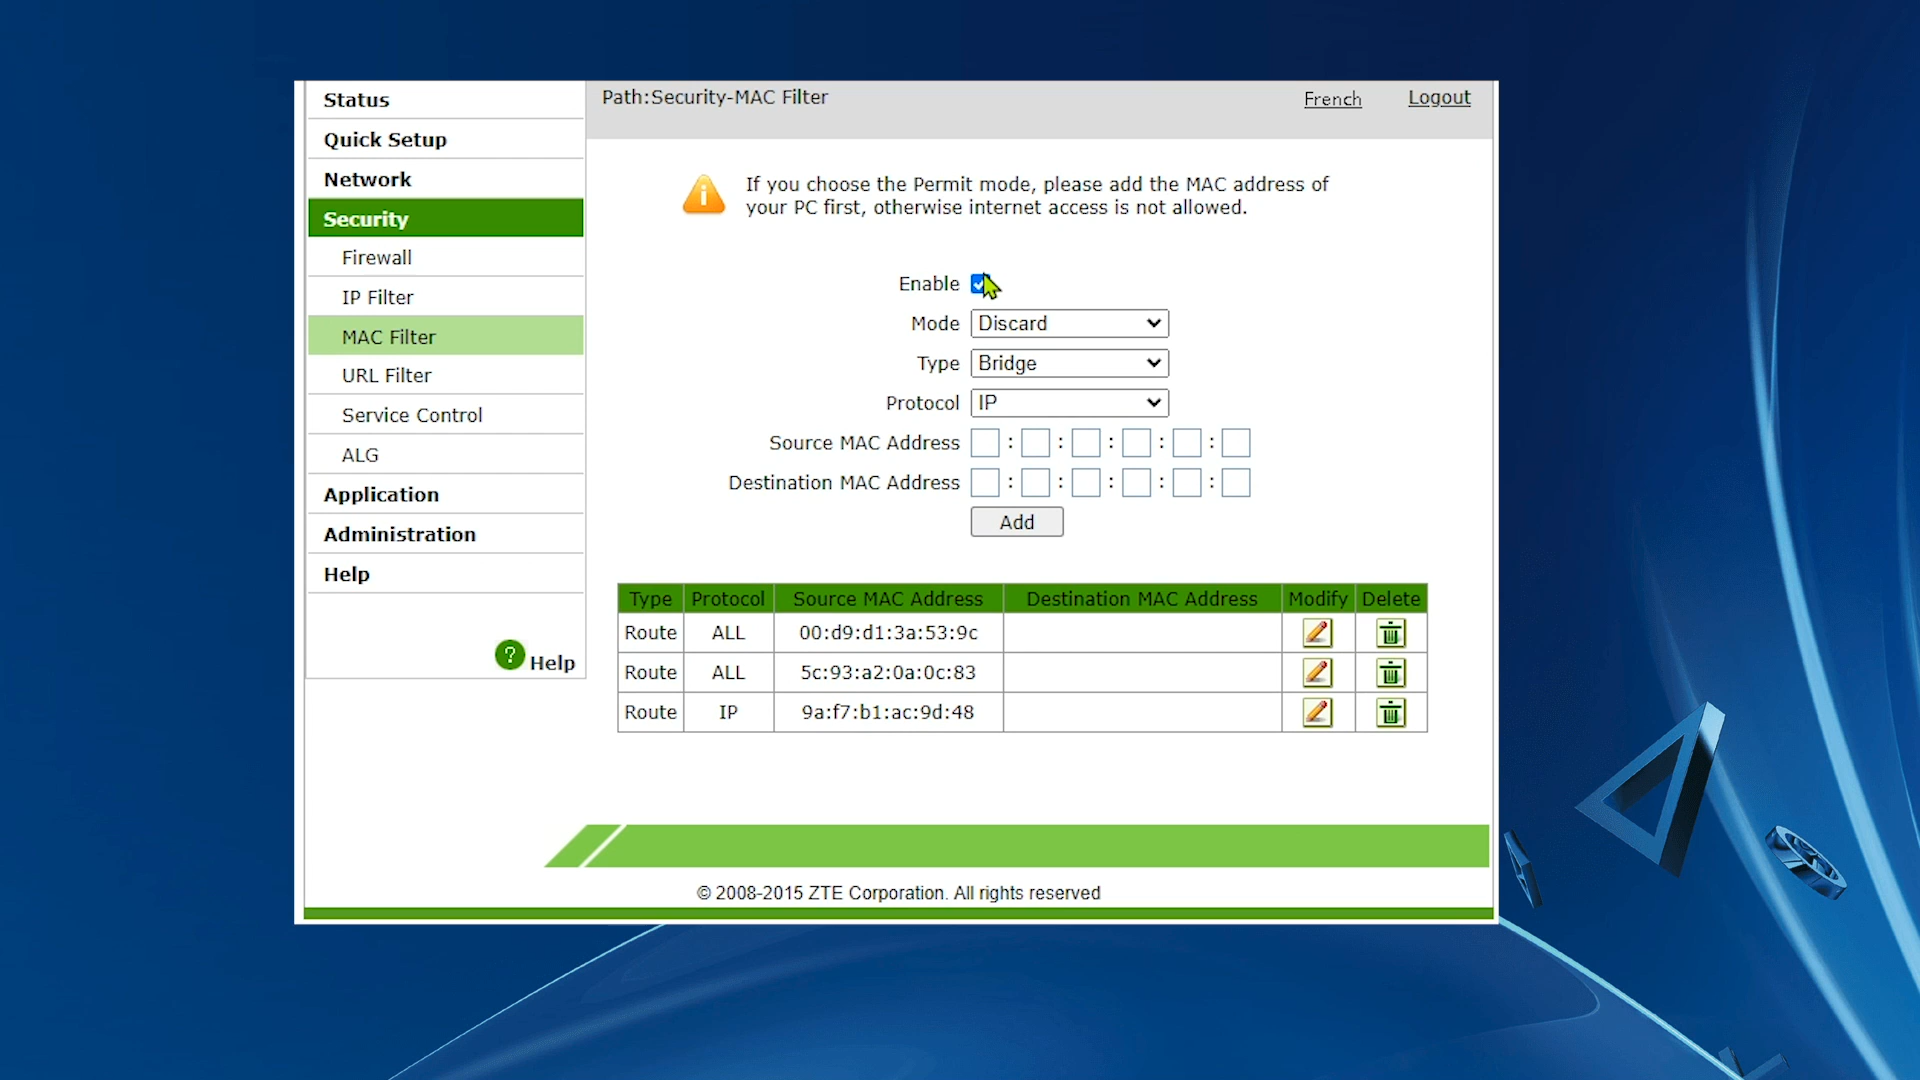 Status
Quick Setup
Network
Security
Firewall
IP Filter
MAC Filter
URL Filter
Service Control
ALG
Application
Administration
Help
? Help
Path:Security-MAC Filter French Logout
If you choose the Permit mode, please add the MAC address of
your PC first, otherwise internet access is not allowed.
Enable
Mode Discard
Type Bridge
Protocol IP
Source MAC Address : : : : :
Destination MAC Address : : : : :
Add
Type Protocol Source MAC Address Destination MAC Address Modify Delete
Route ALL 00:d9:d1:3a:53:9c
Route ALL 5c:93:a2:0a:0c:83
Route IP 9a:f7:b1:ac:9d:48
© 2008-2015 ZTE Corporation. All rights reserved